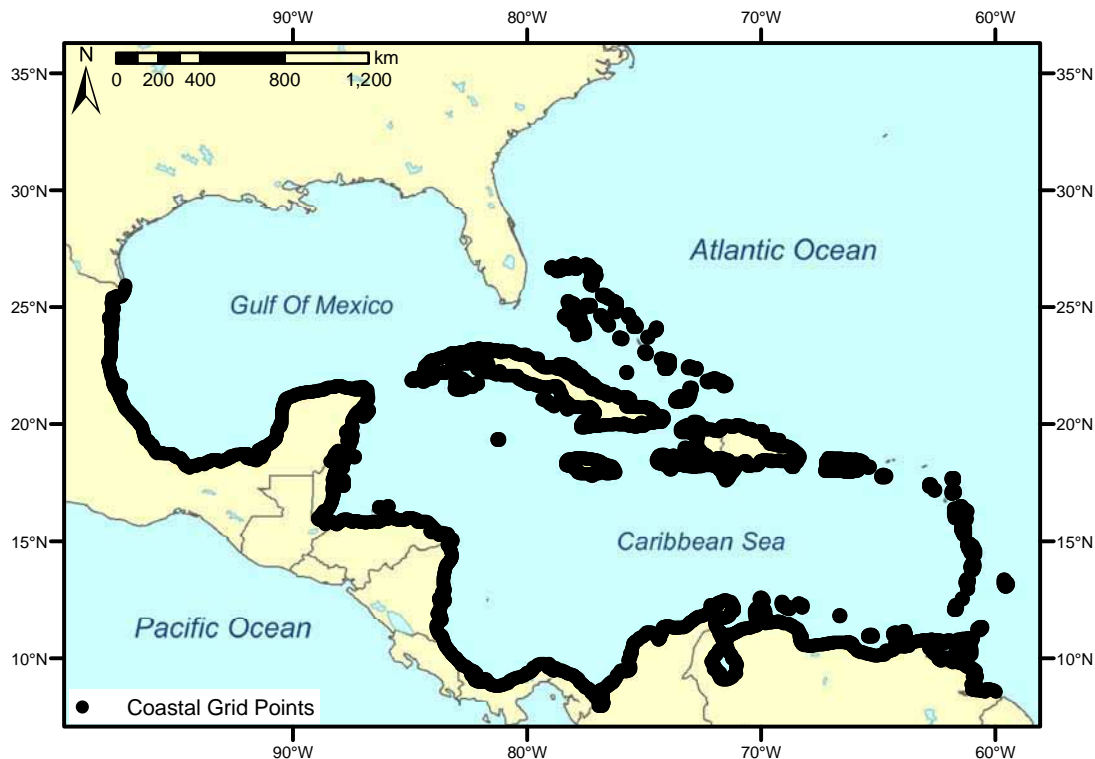 90°W 80°W 70°W 60°W
N
km
0 200 400 800 1,200
35°N 35°N
30°N 30°N
Atlantic Ocean
25°N Gulf Of Mexico 25°N
20°N 20°N
15°N Caribbean Sea 15°N
Pacific Ocean
10°N 10°N
Coastal Grid Points
90°W 80°W 70°W 60°W